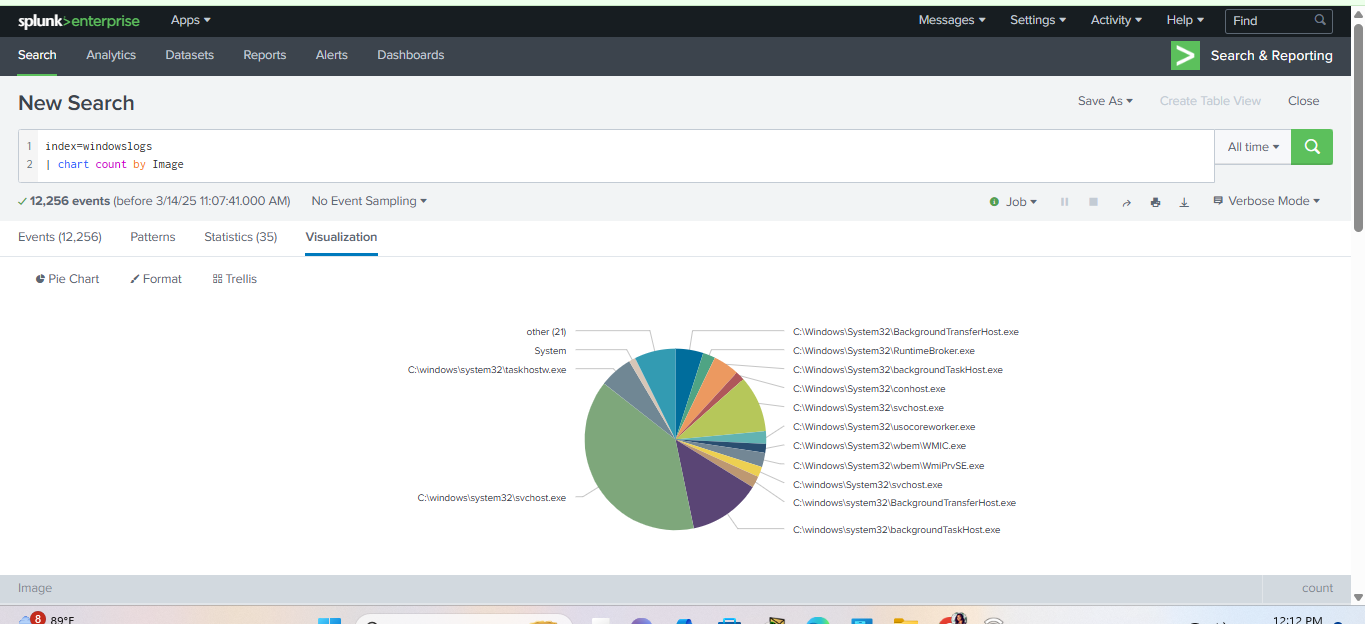 splunk>enterprise Apps Messages Settings Activity Help Find
Search Analytics Datasets Reports Alerts Dashboards Search & Reporting
New Search Save As Create Table View Close
1 index=windowslogs All time
2 | chart count by Image
12,256 events (before 3/14/25 11:07:41.000 AM) No Event Sampling Job Verbose Mode
Events (12,256) Patterns Statistics (35) Visualization
Pie Chart Format Trellis
other (21)
System
C:\windows\system32\taskhostw.exe
C:\windows\system32\svchost.exe
C:\Windows\System32\BackgroundTransferHost.exe
C:\Windows\System32\RuntimeBroker.exe
C:\Windows\System32\backgroundTaskHost.exe
C:\Windows\System32\conhost.exe
C:\Windows\System32\svchost.exe
C:\Windows\System32\usocoreworker.exe
C:\Windows\System32\wbem\WMIC.exe
C:\Windows\System32\wbem\WmiPrvSE.exe
C:\windows\System32\svchost.exe
C:\windows\system32\BackgroundTransferHost.exe
C:\windows\system32\backgroundTaskHost.exe
Image count
8 89°F 12:12 PM